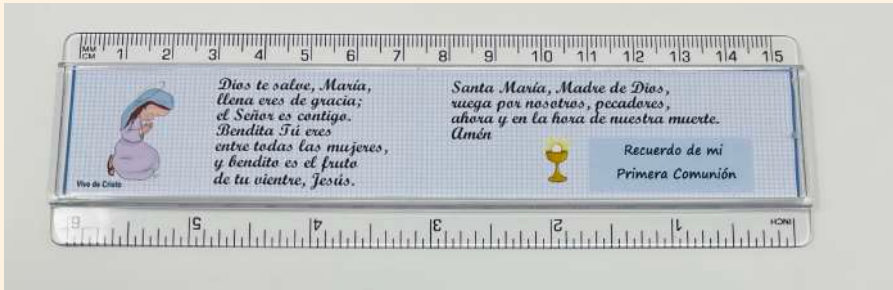 MM
CM 1 2 3 4 5 6 7 8 9 10 11 12 13 14 15
Dios te salve, María,
llena eres de gracia;
el Señor es contigo.
Bendita Tú eres
entre todas las mujeres,
y bendito es el fruto
de tu vientre, Jesús.
Vive de Cristo
Santa María, Madre de Dios,
ruega por nosotros, pecadores,
ahora y en la hora de nuestra muerte.
Amén
Recuerdo de mi
Primera Comunión
6 5 4 3 2 1 INCH